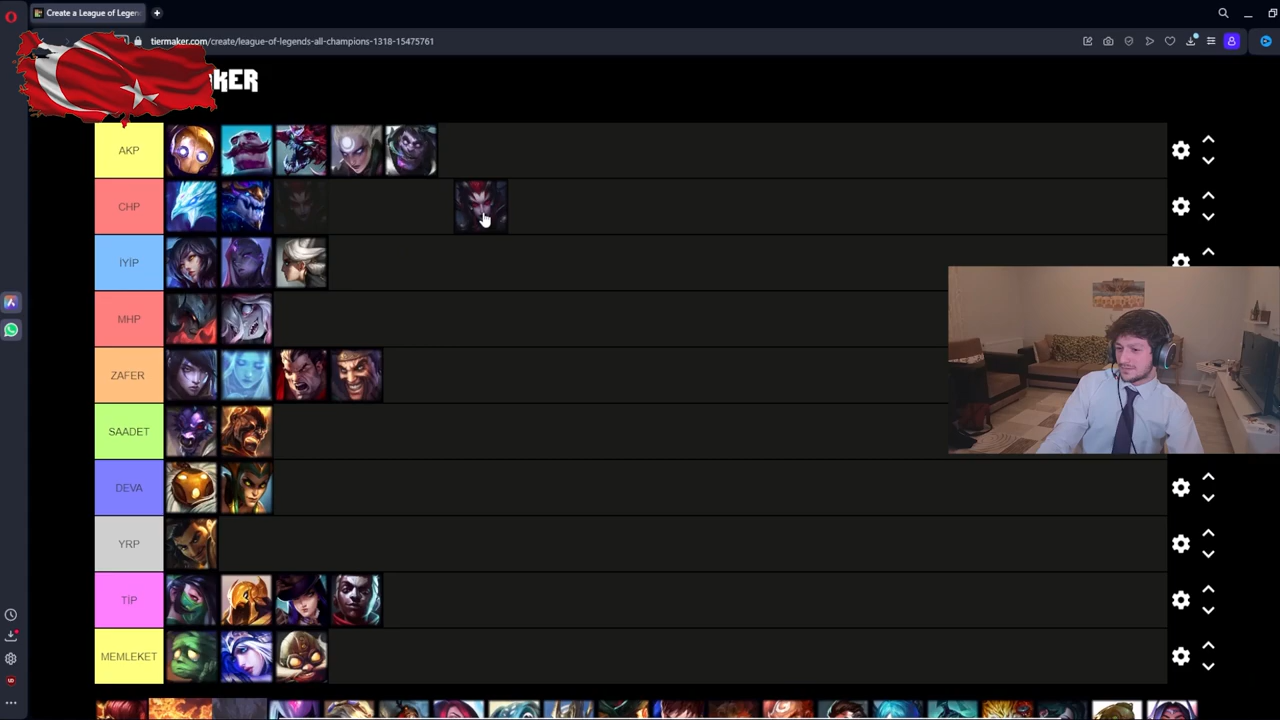 Create a League of Legen
tiermaker.com/create/league-of-legends-all-champions-1318-15475761
KER
AKP
CHP
İYİP
MHP
ZAFER
SAADET
DEVA
YRP
TİP
MEMLEKET